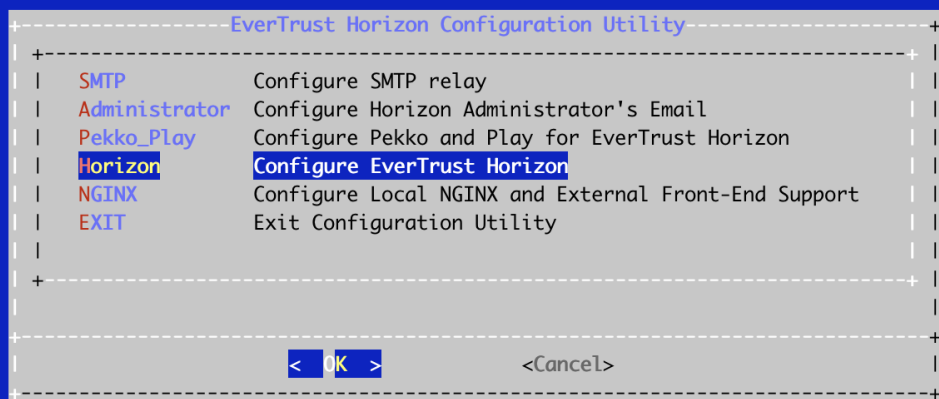 EverTrust Horizon Configuration Utility
SMTP Configure SMTP relay
Administrator Configure Horizon Administrator's Email
Pekko_Play Configure Pekko and Play for EverTrust Horizon
Horizon Configure EverTrust Horizon
NGINX Configure Local NGINX and External Front-End Support
EXIT Exit Configuration Utility
< OK > <Cancel>